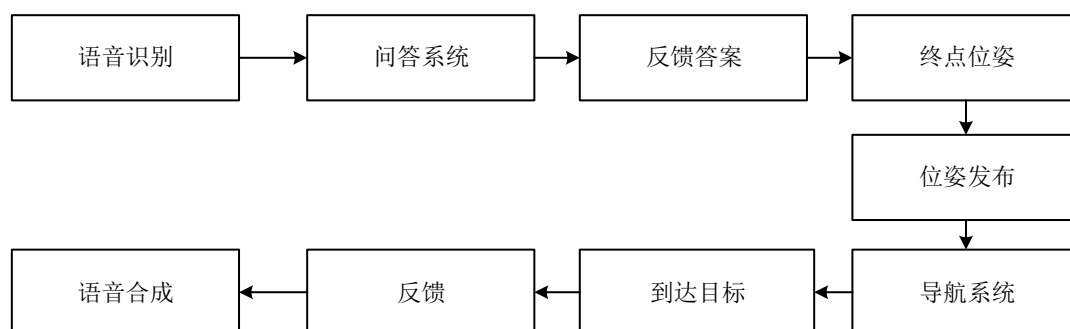 语音识别
问答系统
反馈答案
终点位姿
位姿发布
导航系统
到达目标
反馈
语音合成